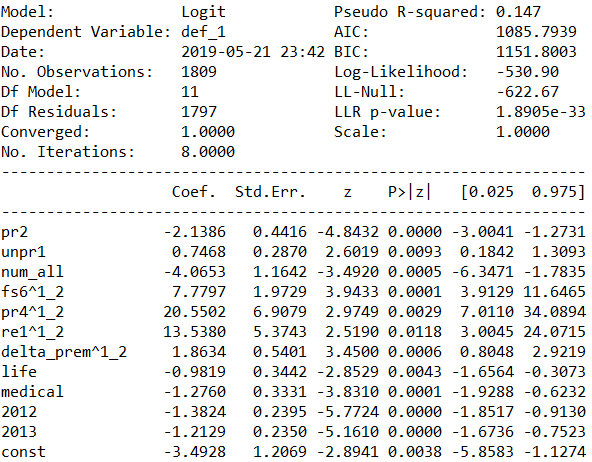 Model: Logit Pseudo R-squared: 0.147
Dependent Variable: def_1 AIC: 1085.7939
Date: 2019-05-21 23:42 BIC: 1151.8003
No. Observations: 1809 Log-Likelihood: -530.90
Df Model: 11 LL-Null: -622.67
Df Residuals: 1797 LLR p-value: 1.8905e-33
Converged: 1.0000 Scale: 1.0000
No. Iterations: 8.0000
Coef. Std.Err. z P>|z| [0.025 0.975]
pr2 -2.1386 0.4416 -4.8432 0.0000 -3.0041 -1.2731
unpr1 0.7468 0.2870 2.6019 0.0093 0.1842 1.3093
num_all -4.0653 1.1642 -3.4920 0.0005 -6.3471 -1.7835
fs6^1_2 7.7797 1.9729 3.9433 0.0001 3.9129 11.6465
pr4^1_2 20.5502 6.9079 2.9749 0.0029 7.0110 34.0894
re1^1_2 13.5380 5.3743 2.5190 0.0118 3.0045 24.0715
delta_prem^1_2 1.8634 0.5401 3.4500 0.0006 0.8048 2.9219
life -0.9819 0.3442 -2.8529 0.0043 -1.6564 -0.3073
medical -1.2760 0.3331 -3.8310 0.0001 -1.9288 -0.6232
2012 -1.3824 0.2395 -5.7724 0.0000 -1.8517 -0.9130
2013 -1.2129 0.2350 -5.1610 0.0000 -1.6736 -0.7523
const -3.4928 1.2069 -2.8941 0.0038 -5.8583 -1.1274